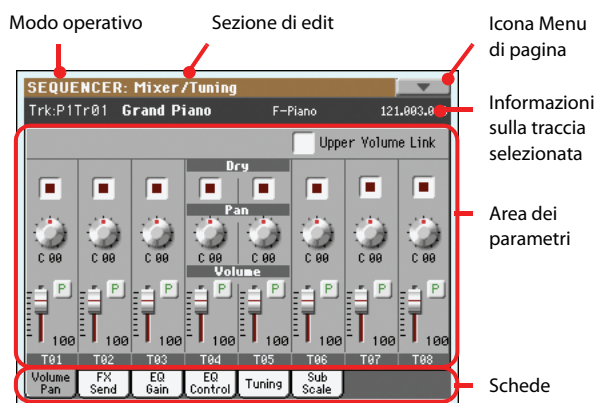 Modo operativo
Sezione di edit
Icona Menu
di pagina
SEQUENCER: Mixer/Tuning
Trk:P1Tr01 Grand Piano F-Piano 121.003.0
Informazioni
sulla traccia
selezionata
Upper Volume Link
Dry
Pan
C 00 C 00 C 00 C 00 C 00 C 00 C 00 C 00
Area dei
parametri
Volume
P P P P P P P P
100 100 100 100 100 100 100 100
T01 T02 T03 T04 T05 T06 T07 T08
Volume Pan
FX Send
EQ Gain
EQ Control
Tuning
Sub Scale
Schede